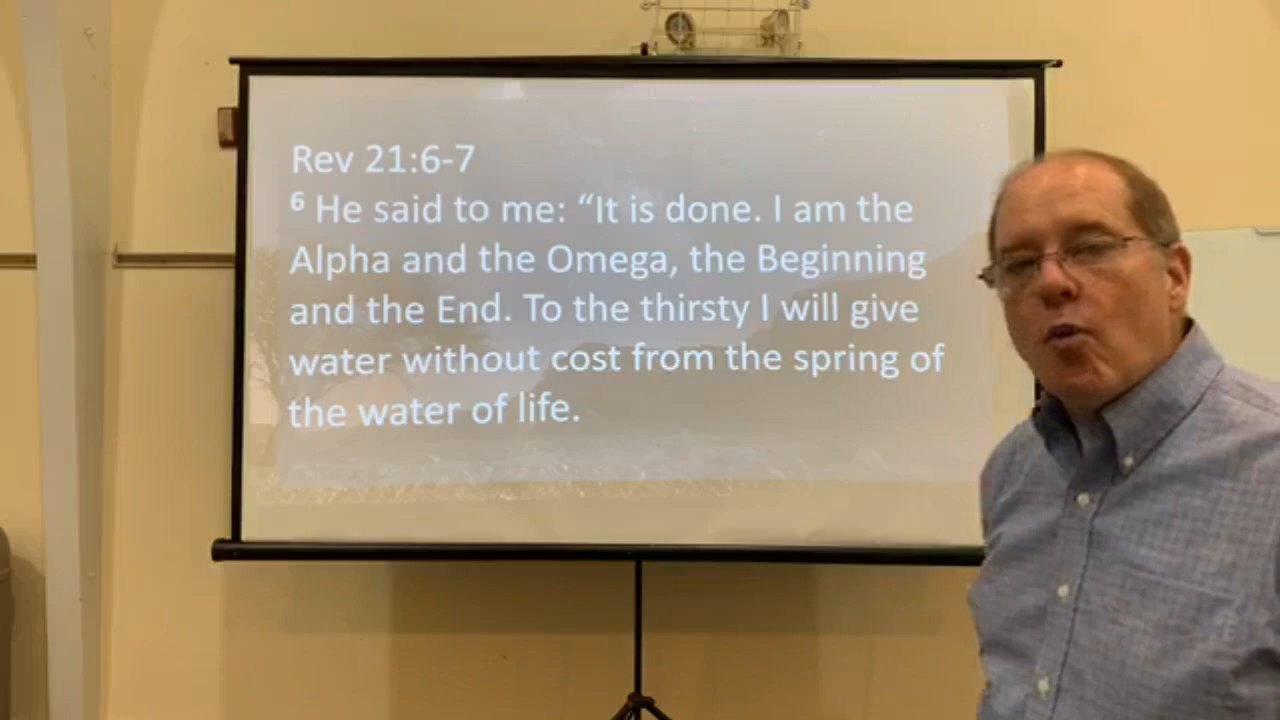 Rev 21:6-7
6 He said to me: “It is done. I am the
Alpha and the Omega, the Beginning
and the End. To the thirsty I will give
water without cost from the spring of
the water of life.